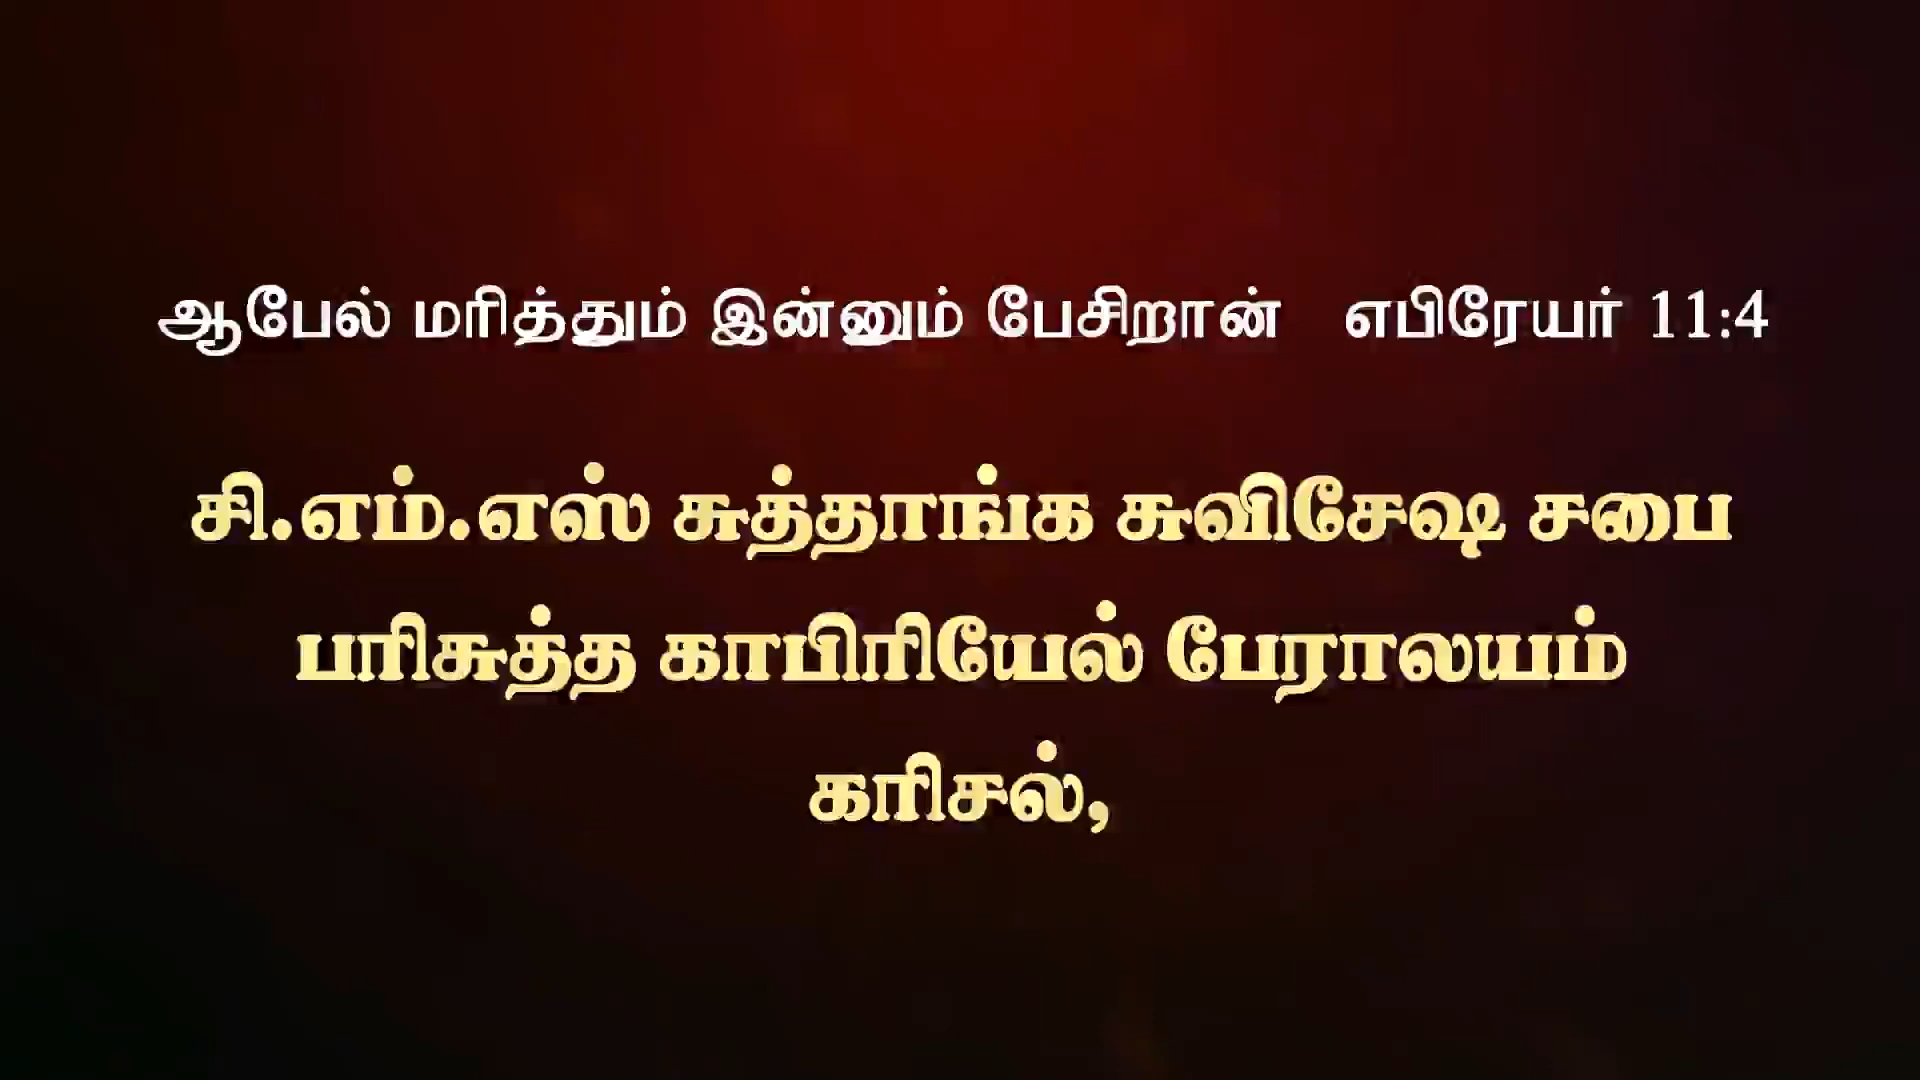 ஆபேல் மரித்தும் இன்னும் பேசிறான் எபிரேயர் 11:4
சி.எம்.எஸ் சுத்தாங்க சுவிசேஷ சபை
பரிசுத்த காபிரியேல் பேராலயம்
கரிசல்,